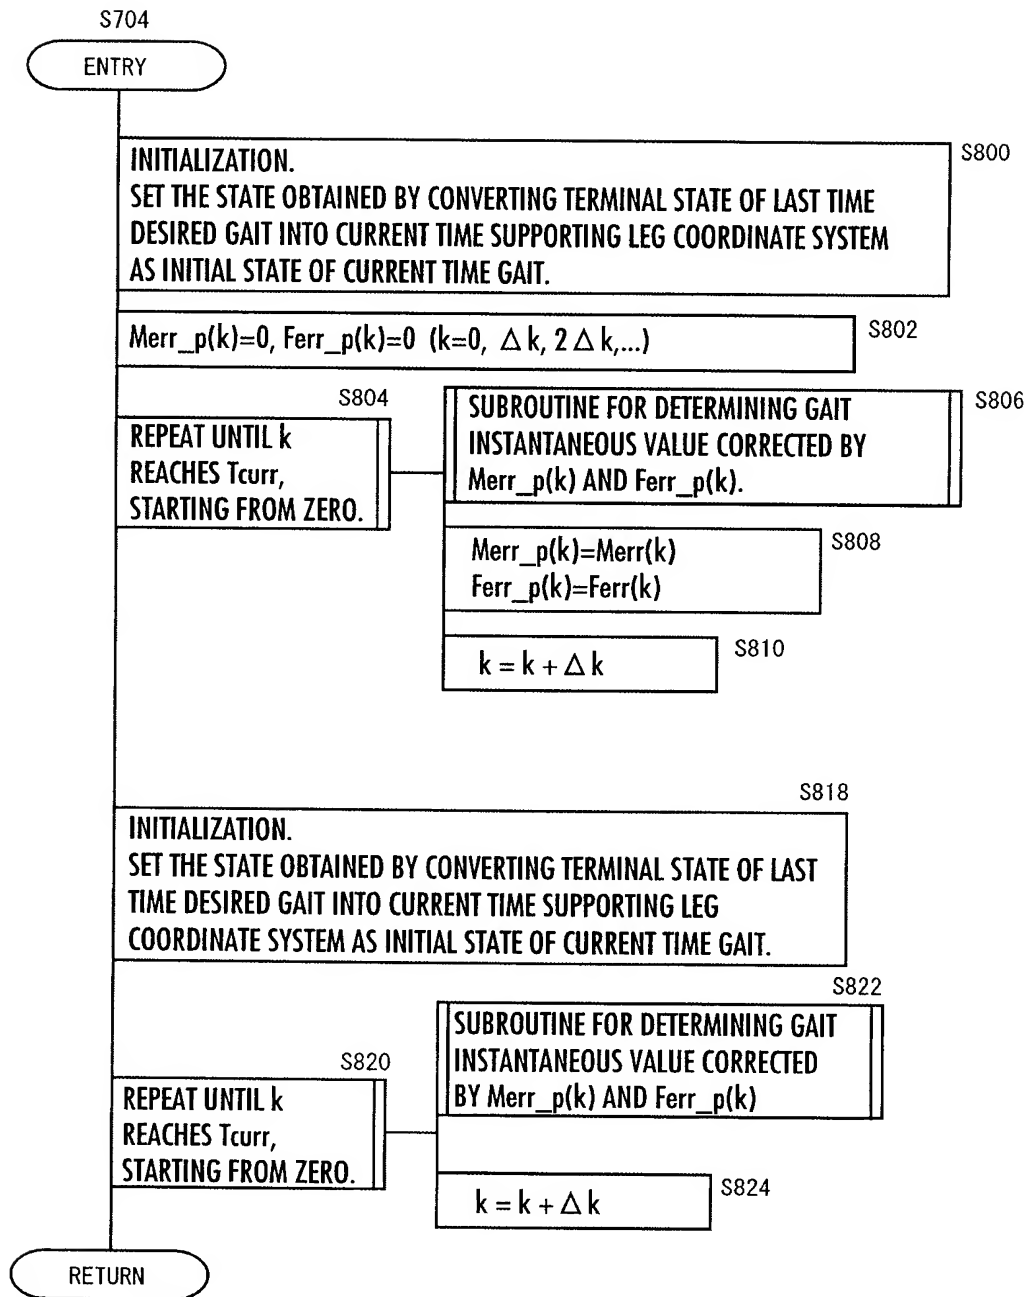 S704
ENTRY
S800
INITIALIZATION.
SET THE STATE OBTAINED BY CONVERTING TERMINAL STATE OF LAST TIME
DESIRED GAIT INTO CURRENT TIME SUPPORTING LEG COORDINATE SYSTEM
AS INITIAL STATE OF CURRENT TIME GAIT.
S802
Merr_p(k)=0, Ferr_p(k)=0 (k=0, Δk, 2Δk,...)
S804
REPEAT UNTIL k
REACHES Tcurr,
STARTING FROM ZERO.
S806
SUBROUTINE FOR DETERMINING GAIT
INSTANTANEOUS VALUE CORRECTED BY
Merr_p(k) AND Ferr_p(k).
S808
Merr_p(k)=Merr(k)
Ferr_p(k)=Ferr(k)
S810
k = k + Δk
S818
INITIALIZATION.
SET THE STATE OBTAINED BY CONVERTING TERMINAL STATE OF LAST
TIME DESIRED GAIT INTO CURRENT TIME SUPPORTING LEG
COORDINATE SYSTEM AS INITIAL STATE OF CURRENT TIME GAIT.
S820
REPEAT UNTIL k
REACHES Tcurr,
STARTING FROM ZERO.
S822
SUBROUTINE FOR DETERMINING GAIT
INSTANTANEOUS VALUE CORRECTED
BY Merr_p(k) AND Ferr_p(k)
S824
k = k + Δk
RETURN